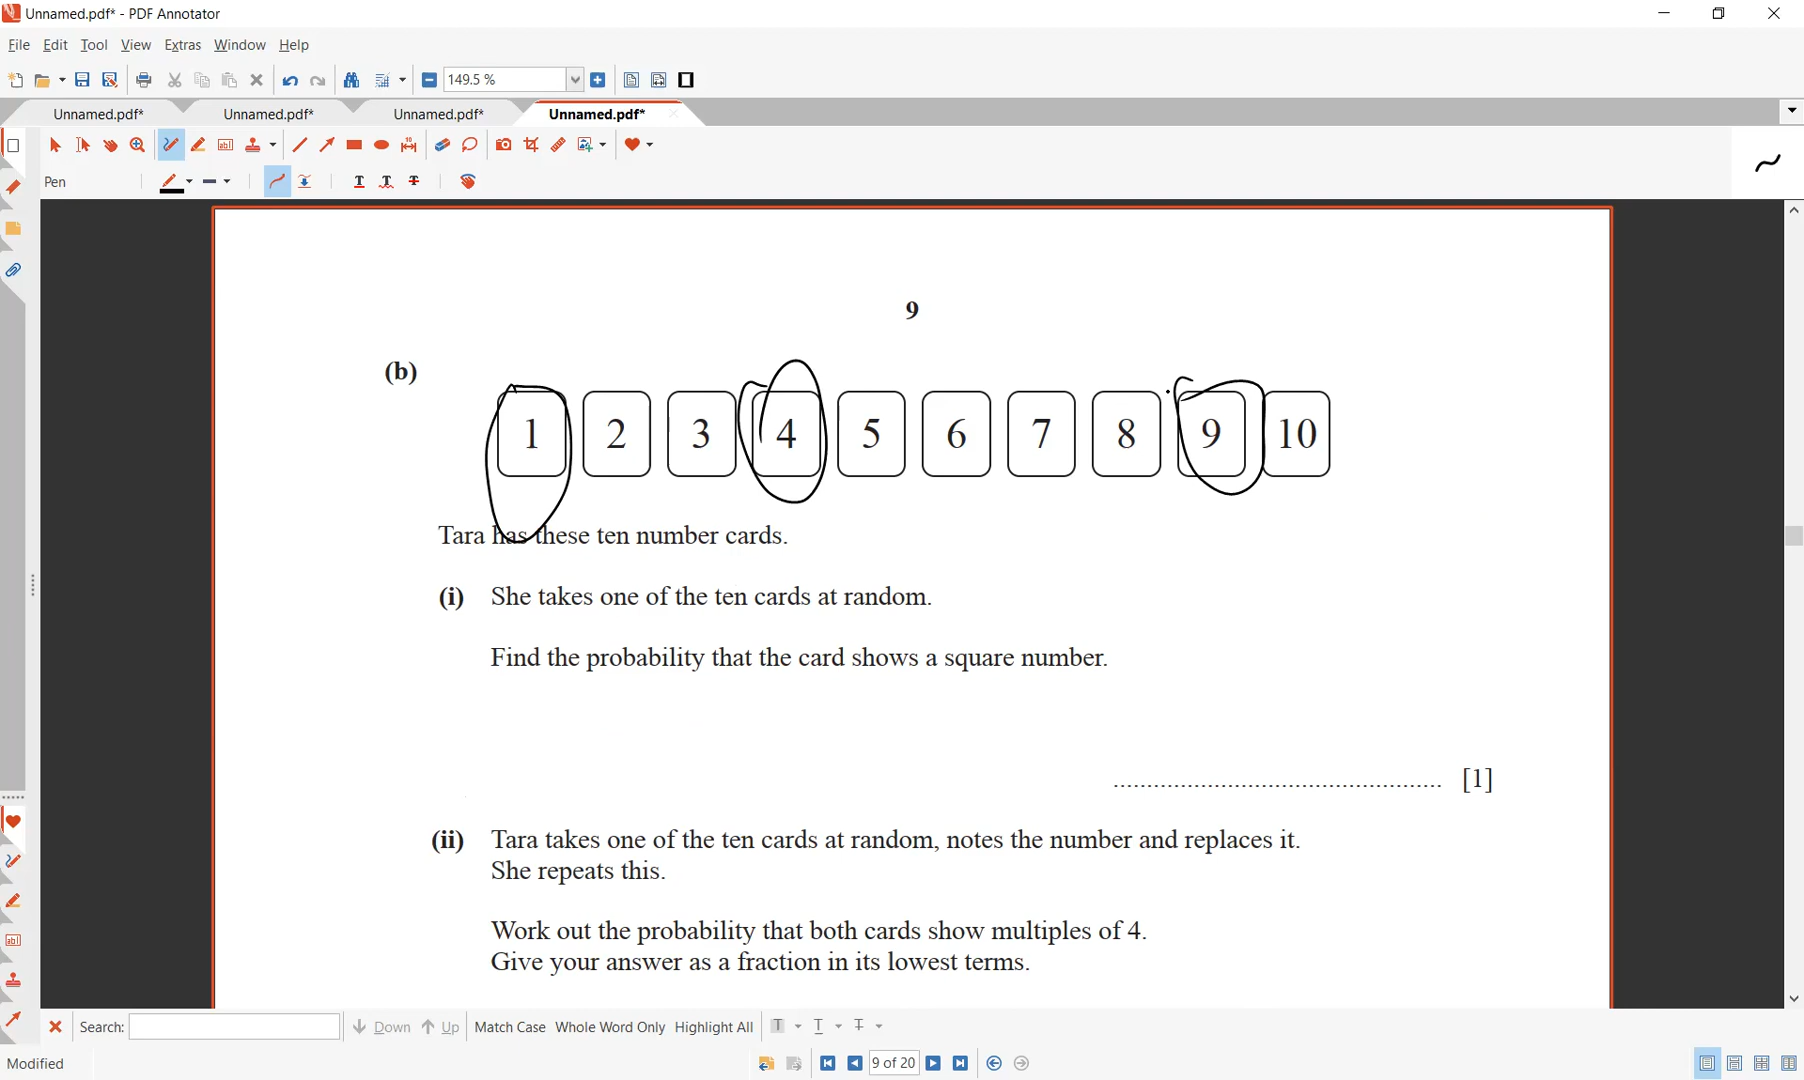 Unnamed.pdf* - PDF Annotator
File Edit Tool View Extras Window Help
149.5 %
Unnamed.pdf* Unnamed.pdf* Unnamed.pdf* Unnamed.pdf*
Pen
9
(b)
1 2 3 4 5 6 7 8 9 10
Tara has these ten number cards.
(i) She takes one of the ten cards at random.
Find the probability that the card shows a square number.
.......................................... [1]
(ii) Tara takes one of the ten cards at random, notes the number and replaces it.
She repeats this.
Work out the probability that both cards show multiples of 4.
Give your answer as a fraction in its lowest terms.
Search: Down Up Match Case Whole Word Only Highlight All
Modified 9 of 20